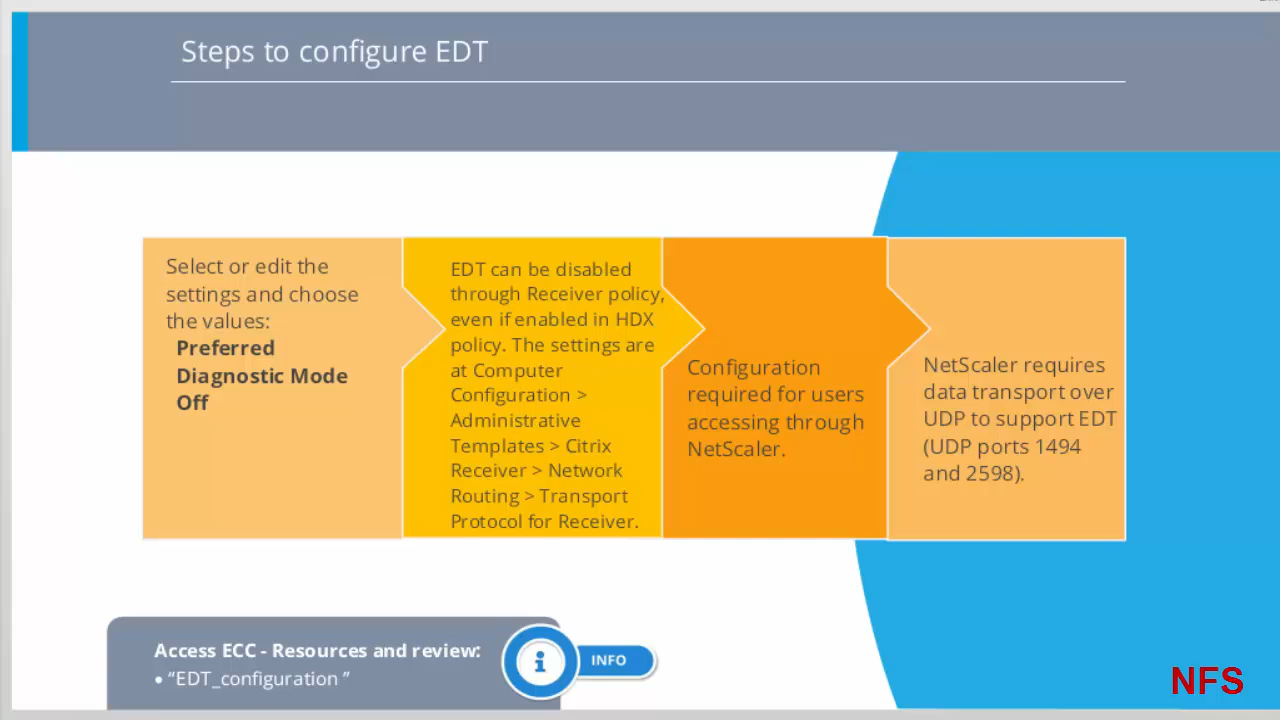 Steps to configure EDT
Select or edit the
settings and choose
the values:
Preferred
Diagnostic Mode
Off
EDT can be disabled
through Receiver policy,
even if enabled in HDX
policy. The settings are
at Computer
Configuration >
Administrative
Templates > Citrix
Receiver > Network
Routing > Transport
Protocol for Receiver.
Configuration
required for users
accessing through
NetScaler.
NetScaler requires
data transport over
UDP to support EDT
(UDP ports 1494
and 2598).
Access ECC - Resources and review:
• “EDT_configuration ”
i
INFO
NFS